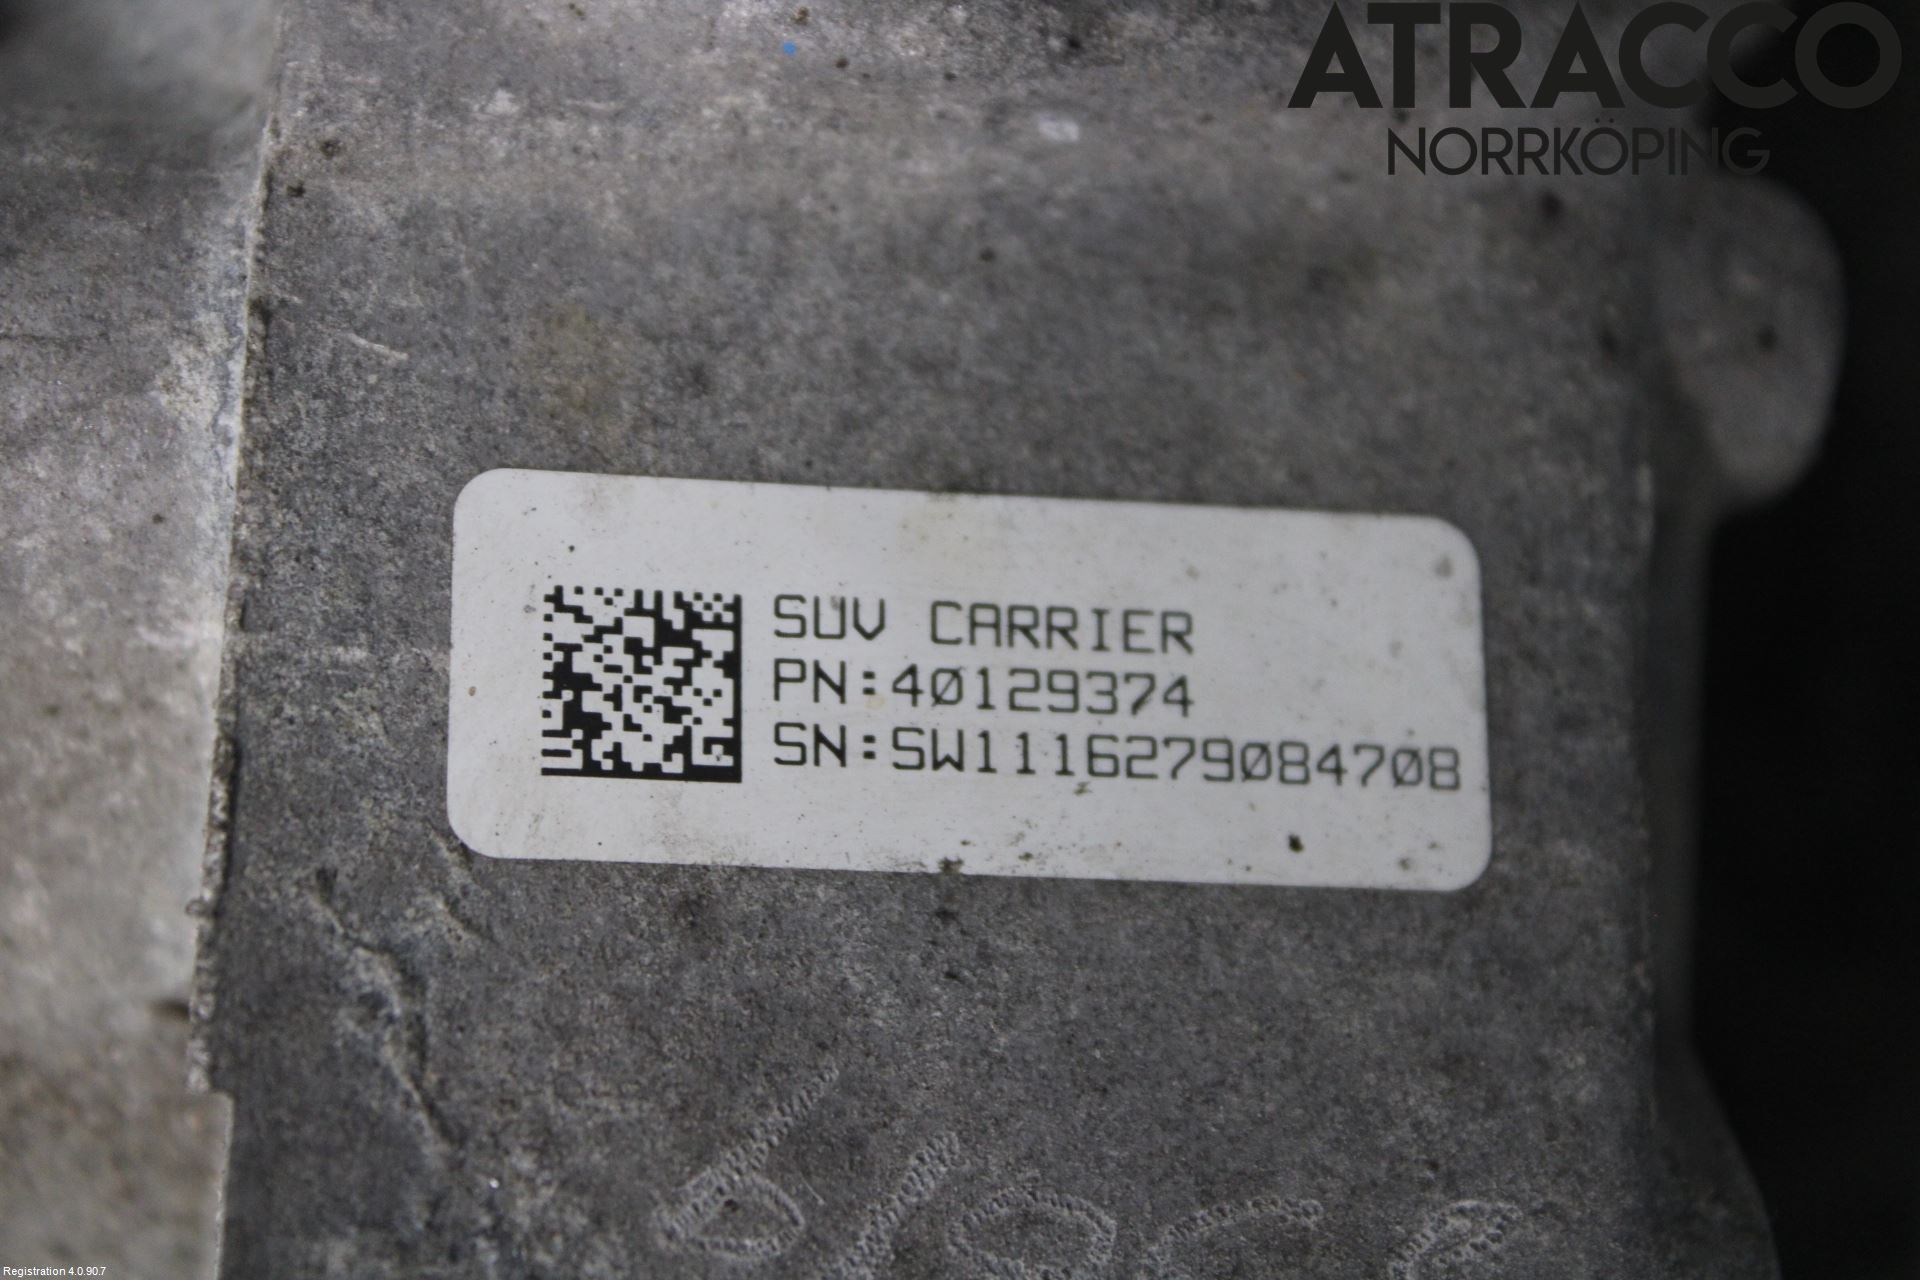 ATRACCO
NORRKÖPING
SUV CARRIER
PN:40129374
SN:SW1116279084708
Registration 4.0.90.7